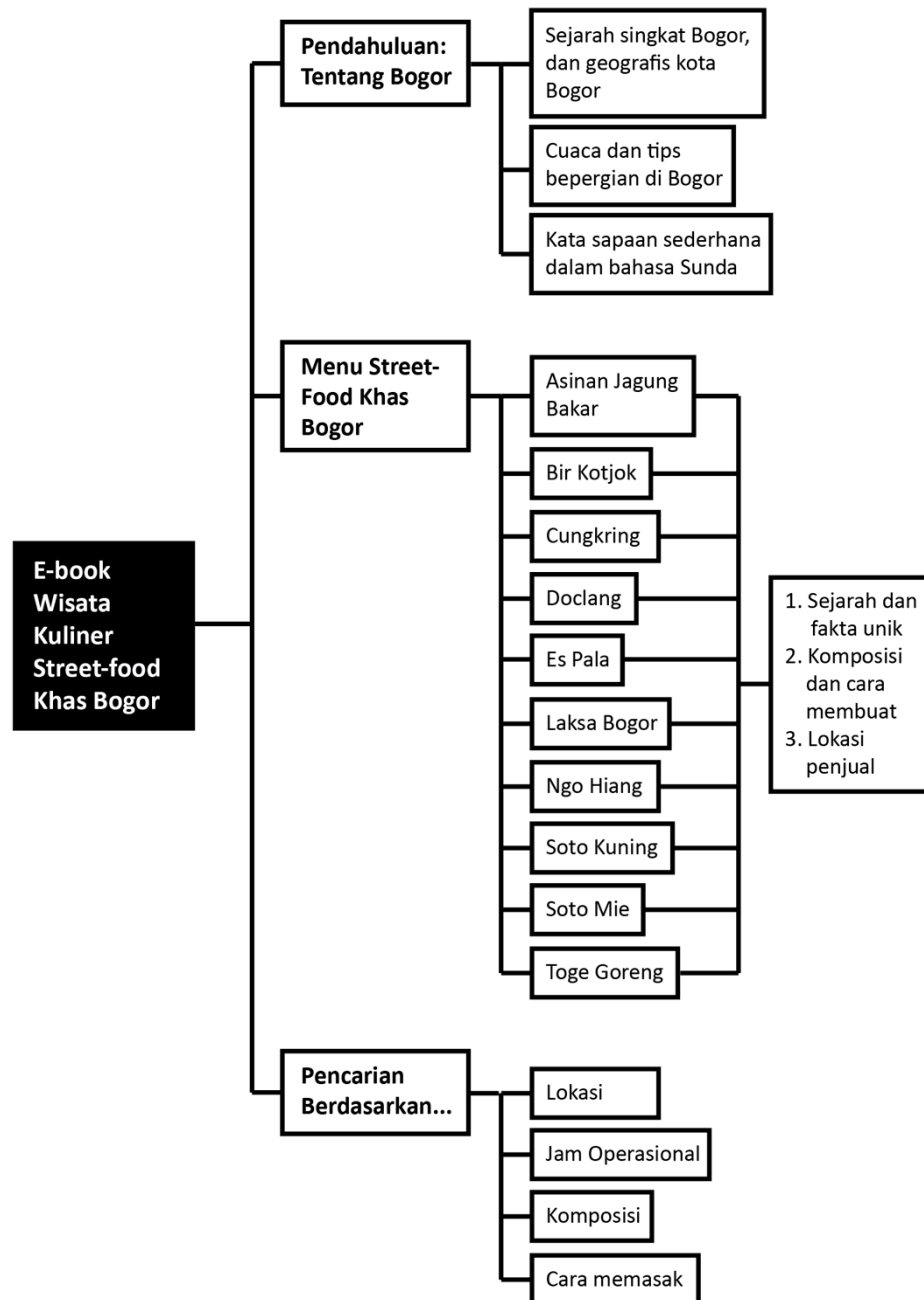 E-book
Wisata
Kuliner
Street-food
Khas Bogor
Pendahuluan:
Tentang Bogor
Sejarah singkat Bogor,
dan geografis kota
Bogor
Cuaca dan tips
bepergian di Bogor
Kata sapaan sederhana
dalam bahasa Sunda
Menu Street-
Food Khas
Bogor
Asinan Jagung
Bakar
Bir Kotjok
Cungkring
Doclang
Es Pala
Laksa Bogor
Ngo Hiang
Soto Kuning
Soto Mie
Toge Goreng
1. Sejarah dan
fakta unik
2. Komposisi
dan cara
membuat
3. Lokasi
penjual
Pencarian
Berdasarkan...
Lokasi
Jam Operasional
Komposisi
Cara memasak